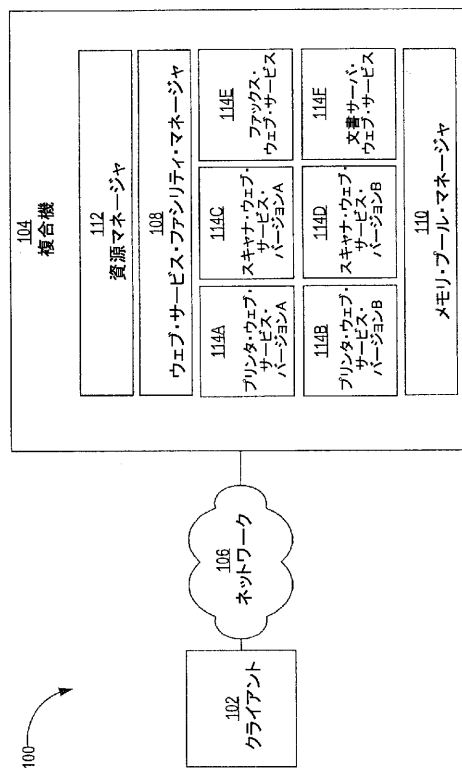 100
102
クライアント
106
ネットワーク
104
複合機
112
資源マネージャ
108
ウェブ・サービス・ファシリティ・マネージャ
114A
プリンタ・ウェブ・
サービス・
バージョンA
114C
スキャナ・ウェブ・
サービス・
バージョンA
114E
ファックス・
ウェブ・サービス
114B
プリンタ・ウェブ・
サービス・
バージョンB
114D
スキャナ・ウェブ・
サービス・
バージョンB
114F
文書サーバ・
ウェブ・サービス
110
メモリ・プール・マネージャ